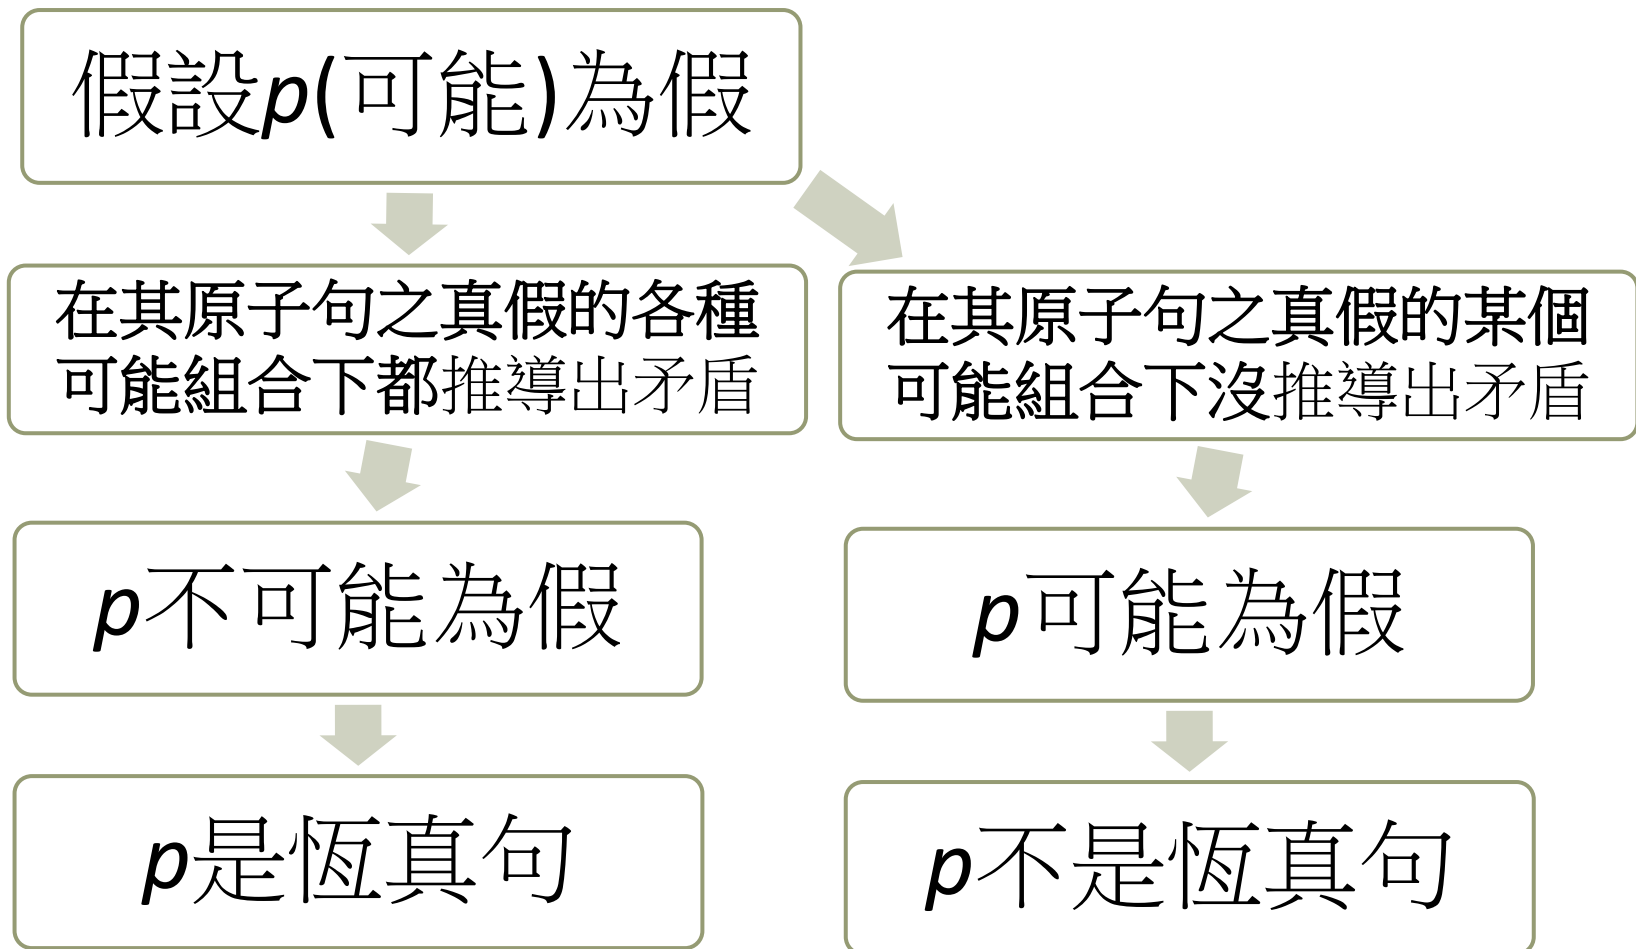 假設p(可能)為假
在其原子句之真假的各種
可能組合下都推導出矛盾
在其原子句之真假的某個
可能組合下沒推導出矛盾
p不可能為假
p可能為假
p是恆真句
p不是恆真句